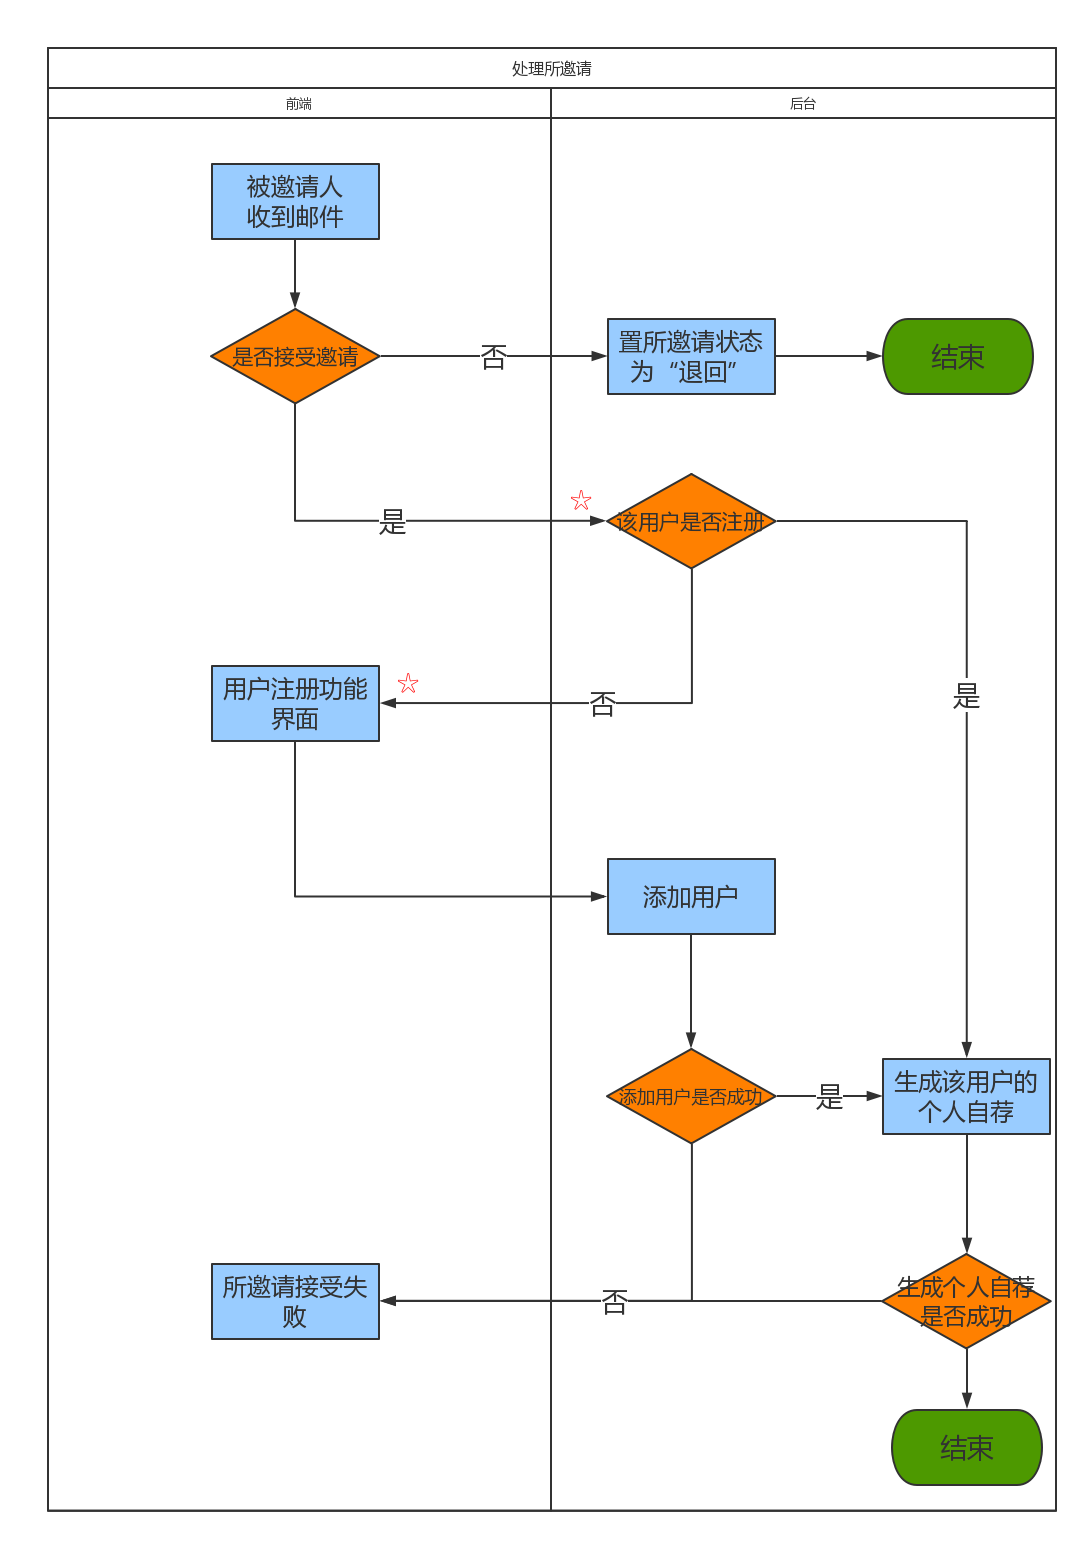 处理所邀请
前端
后台
被邀请人
收到邮件
是否接受邀请
否
置所邀请状态
为“退回”
结束
是
☆
该用户是否注册
用户注册功能
界面
☆
否
是
添加用户
添加用户是否成功
是
生成该用户的
个人自荐
所邀请接受失
败
否
生成个人自荐
是否成功
结束